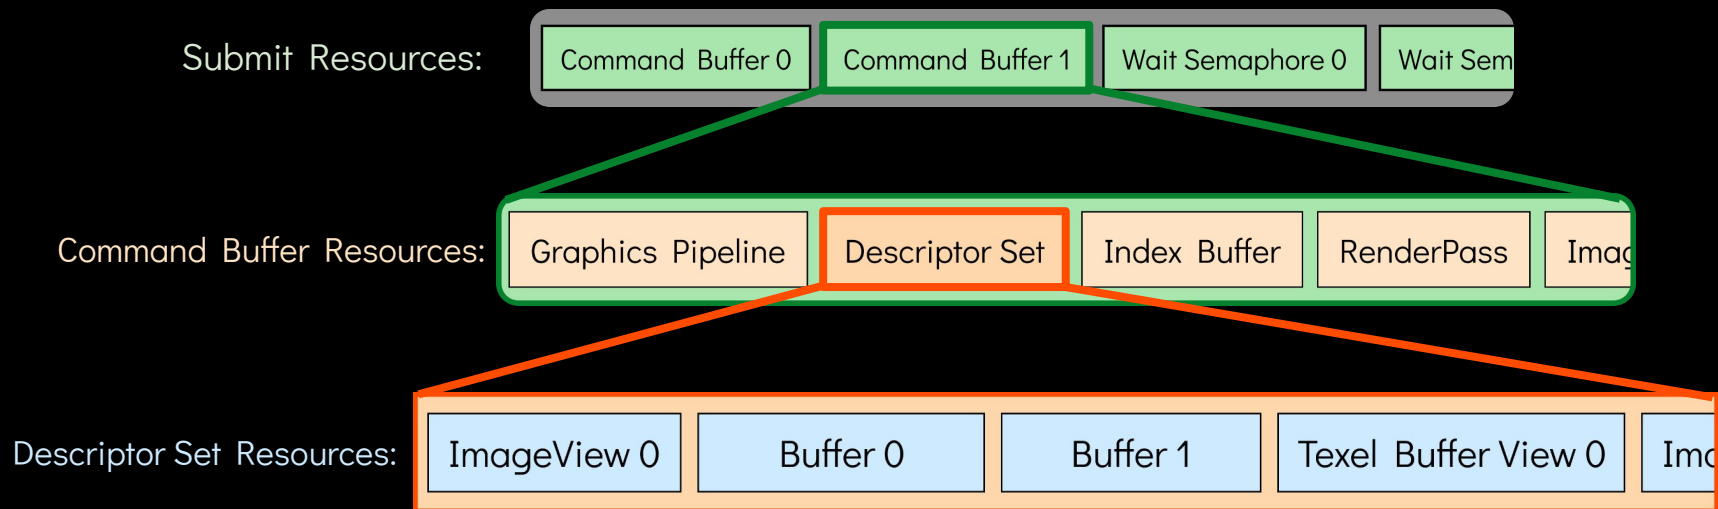 Submit Resources: Command Buffer 0 Command Buffer 1 Wait Semaphore 0 Wait Sem
Command Buffer Resources: Graphics Pipeline Descriptor Set Index Buffer RenderPass Imag
Descriptor Set Resources: ImageView 0 Buffer 0 Buffer 1 Texel Buffer View 0 Ima